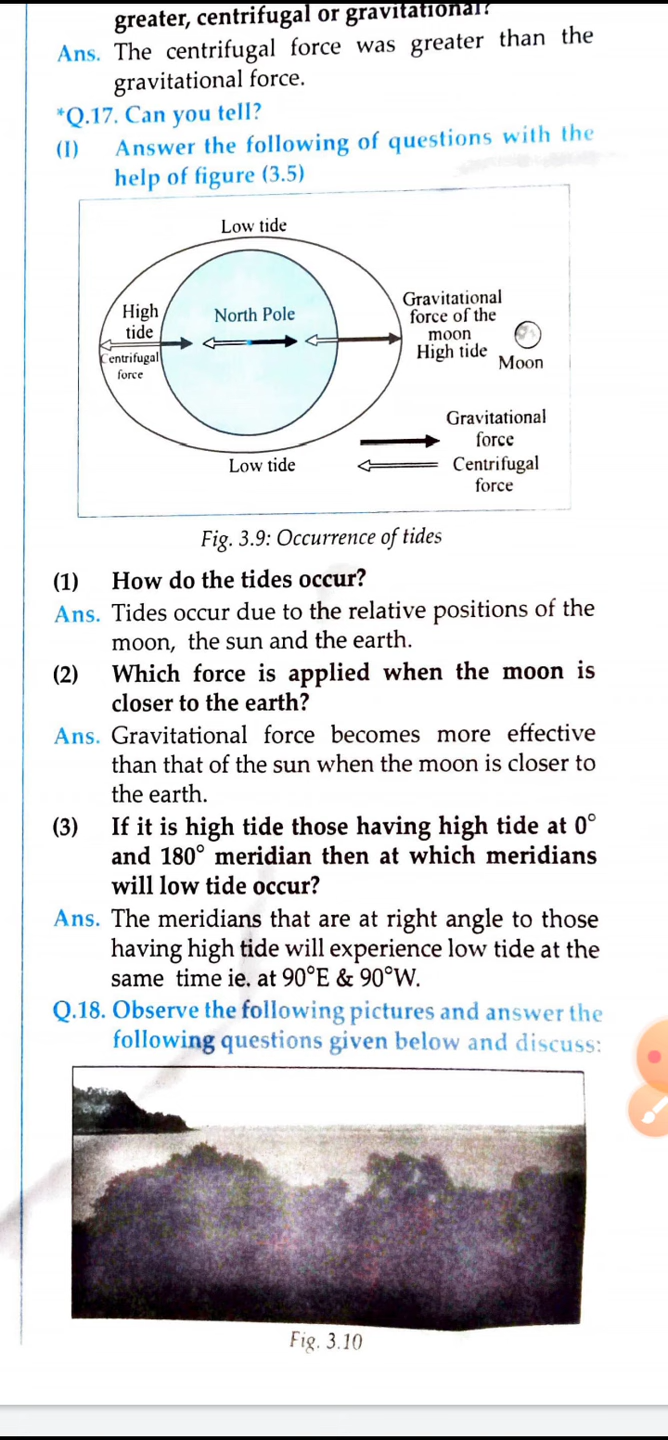 greater, centrifugal or gravitational?
Ans. The centrifugal force was greater than the
gravitational force.
*Q.17. Can you tell?
(I) Answer the following of questions with the
help of figure (3.5)
Low tide
High
tide
Centrifugal
force
North Pole
Gravitational
force of the
moon
High tide
Moon
Gravitational
force
Centrifugal
force
Low tide
Fig. 3.9: Occurrence of tides
(1) How do the tides occur?
Ans. Tides occur due to the relative positions of the
moon, the sun and the earth.
(2) Which force is applied when the moon is
closer to the earth?
Ans. Gravitational force becomes more effective
than that of the sun when the moon is closer to
the earth.
(3) If it is high tide those having high tide at 0°
and 180° meridian then at which meridians
will low tide occur?
Ans. The meridians that are at right angle to those
having high tide will experience low tide at the
same time ie. at 90°E & 90°W.
Q.18. Observe the following pictures and answer the
following questions given below and discuss:
Fig. 3.10